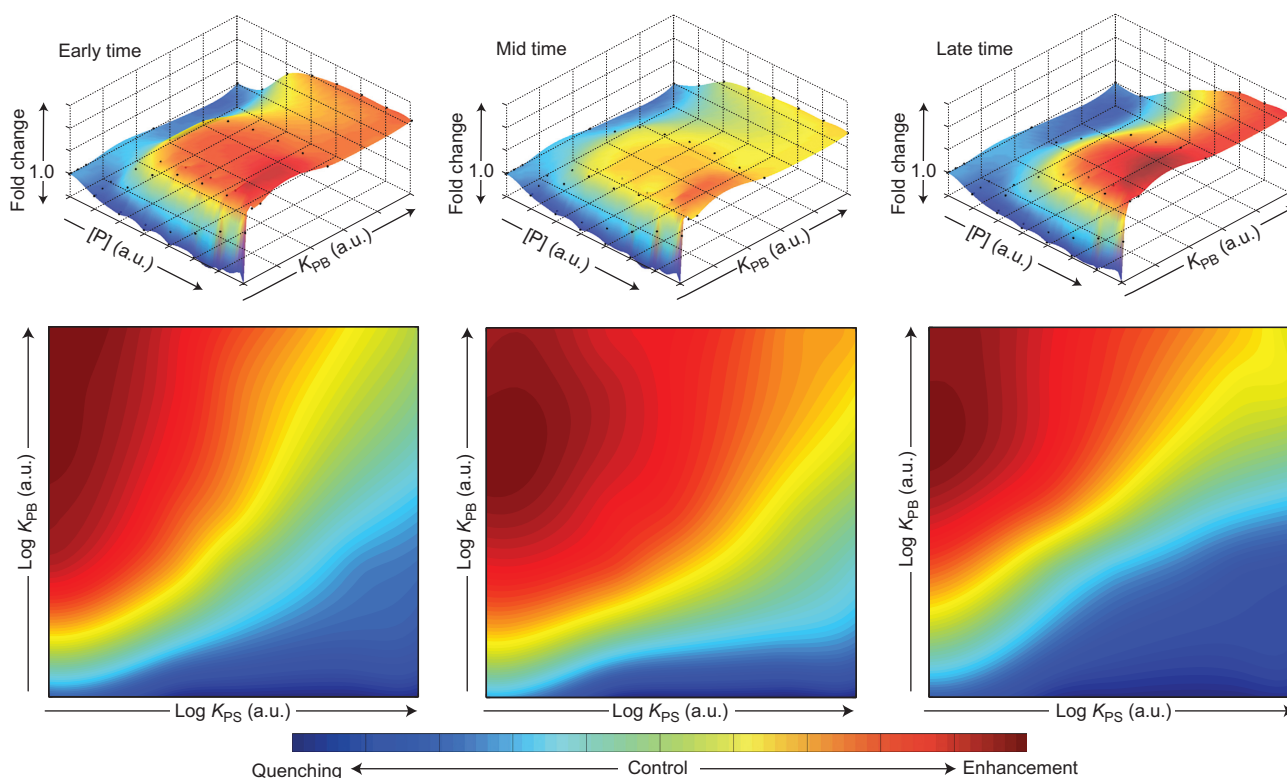 Early time
Mid time
Late time
Fold change
1.0
[P] (a.u.)
K_PB (a.u.)
Fold change
1.0
[P] (a.u.)
K_PB (a.u.)
Fold change
1.0
[P] (a.u.)
K_PB (a.u.)
Log K_PB (a.u.)
Log K_PS (a.u.)
Log K_PB (a.u.)
Log K_PS (a.u.)
Log K_PB (a.u.)
Log K_PS (a.u.)
Quenching Control Enhancement